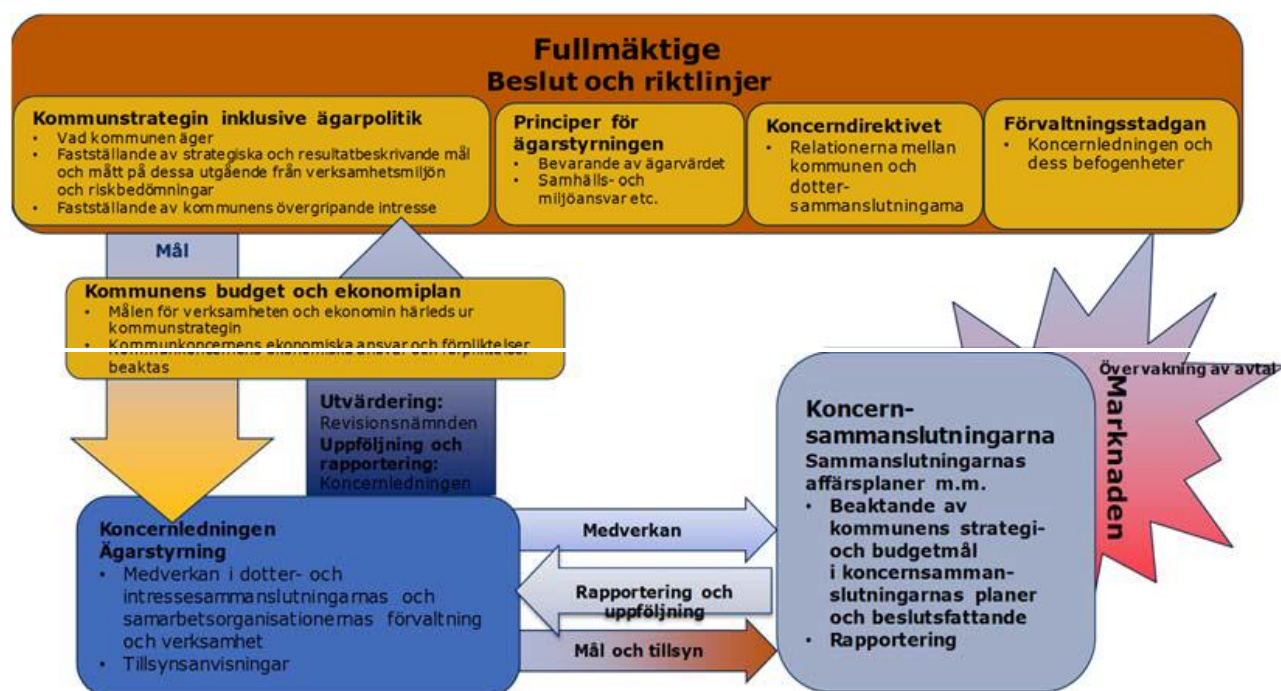 Fullmäktige
Beslut och riktlinjer
Kommunstrategin inklusive ägarpolitik
• Vad kommunen äger
• Fastställande av strategiska och resultatbeskrivande mål
och mått på dessa utgående från verksamhetsmiljön
och riskbedömningar
• Fastställande av kommunens övergripande intresse
Principer för
ägarstyrningen
• Bevarande av ägarvärdet
• Samhälls- och
miljöansvar etc.
Koncerndirektivet
• Relationerna mellan
kommunen och
dotter-
sammanslutningarna
Förvaltningsstadgan
• Koncernledningen och
dess befogenheter
Mål
Kommunens budget och ekonomiplan
• Målen för verksamheten och ekonomin härleds ur
kommunstrategin
• Kommunkoncernens ekonomiska ansvar och förpliktelser
beaktas
Utvärdering:
Revisionsnämnden
Uppföljning och
rapportering:
Koncernledningen
Koncernledningen
Ägarstyrning
• Medverkan i dotter- och
intressesammanslutningarnas och
samarbetsorganisationernas förvaltning
och verksamhet
• Tillsynsanvisningar
Medverkan
Rapportering och
uppföljning
Mål och tillsyn
Koncern-
sammanslutningarna
Sammanslutningarnas
affärsplaner m.m.
• Beaktande av
kommunens strategi-
och budgetmål
i koncernsamman-
slutningarnas planer
och beslutsfattande
• Rapportering
Övervakning av avtal
Marknaden